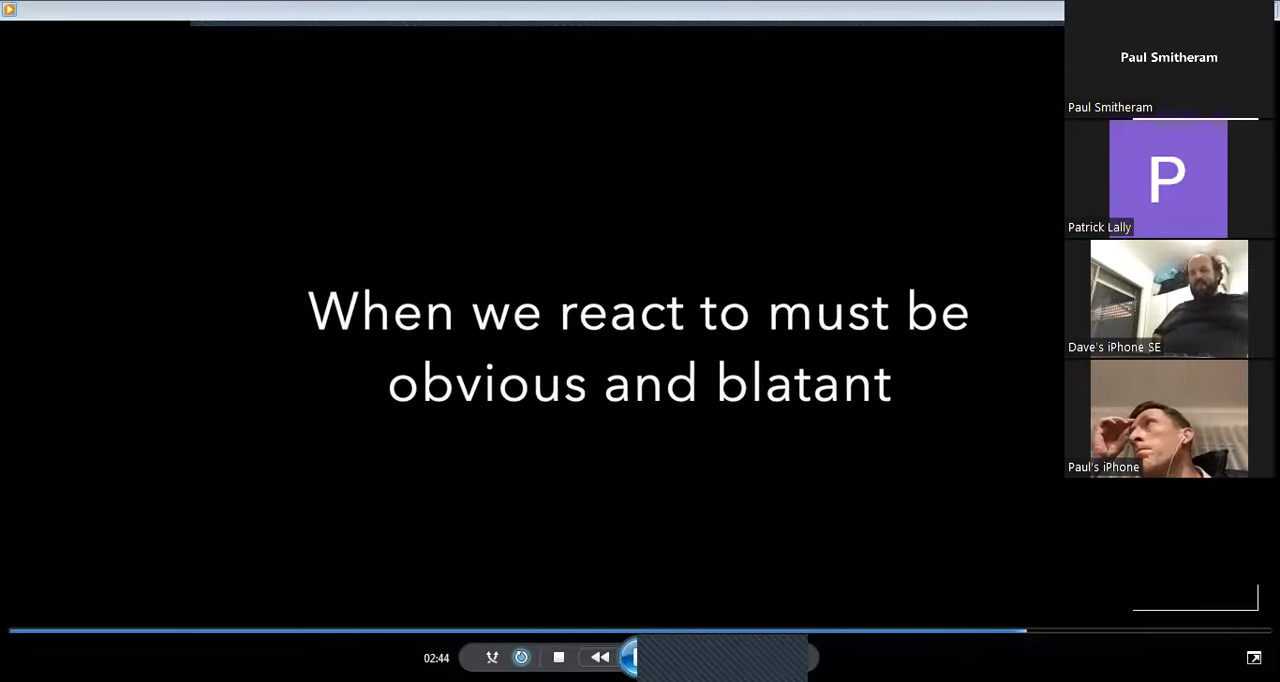 Paul Smitheram
Paul Smitheram
P
Patrick Lally
When we react to must be
obvious and blatant
Dave's iPhone SE
Paul's iPhone
02:44